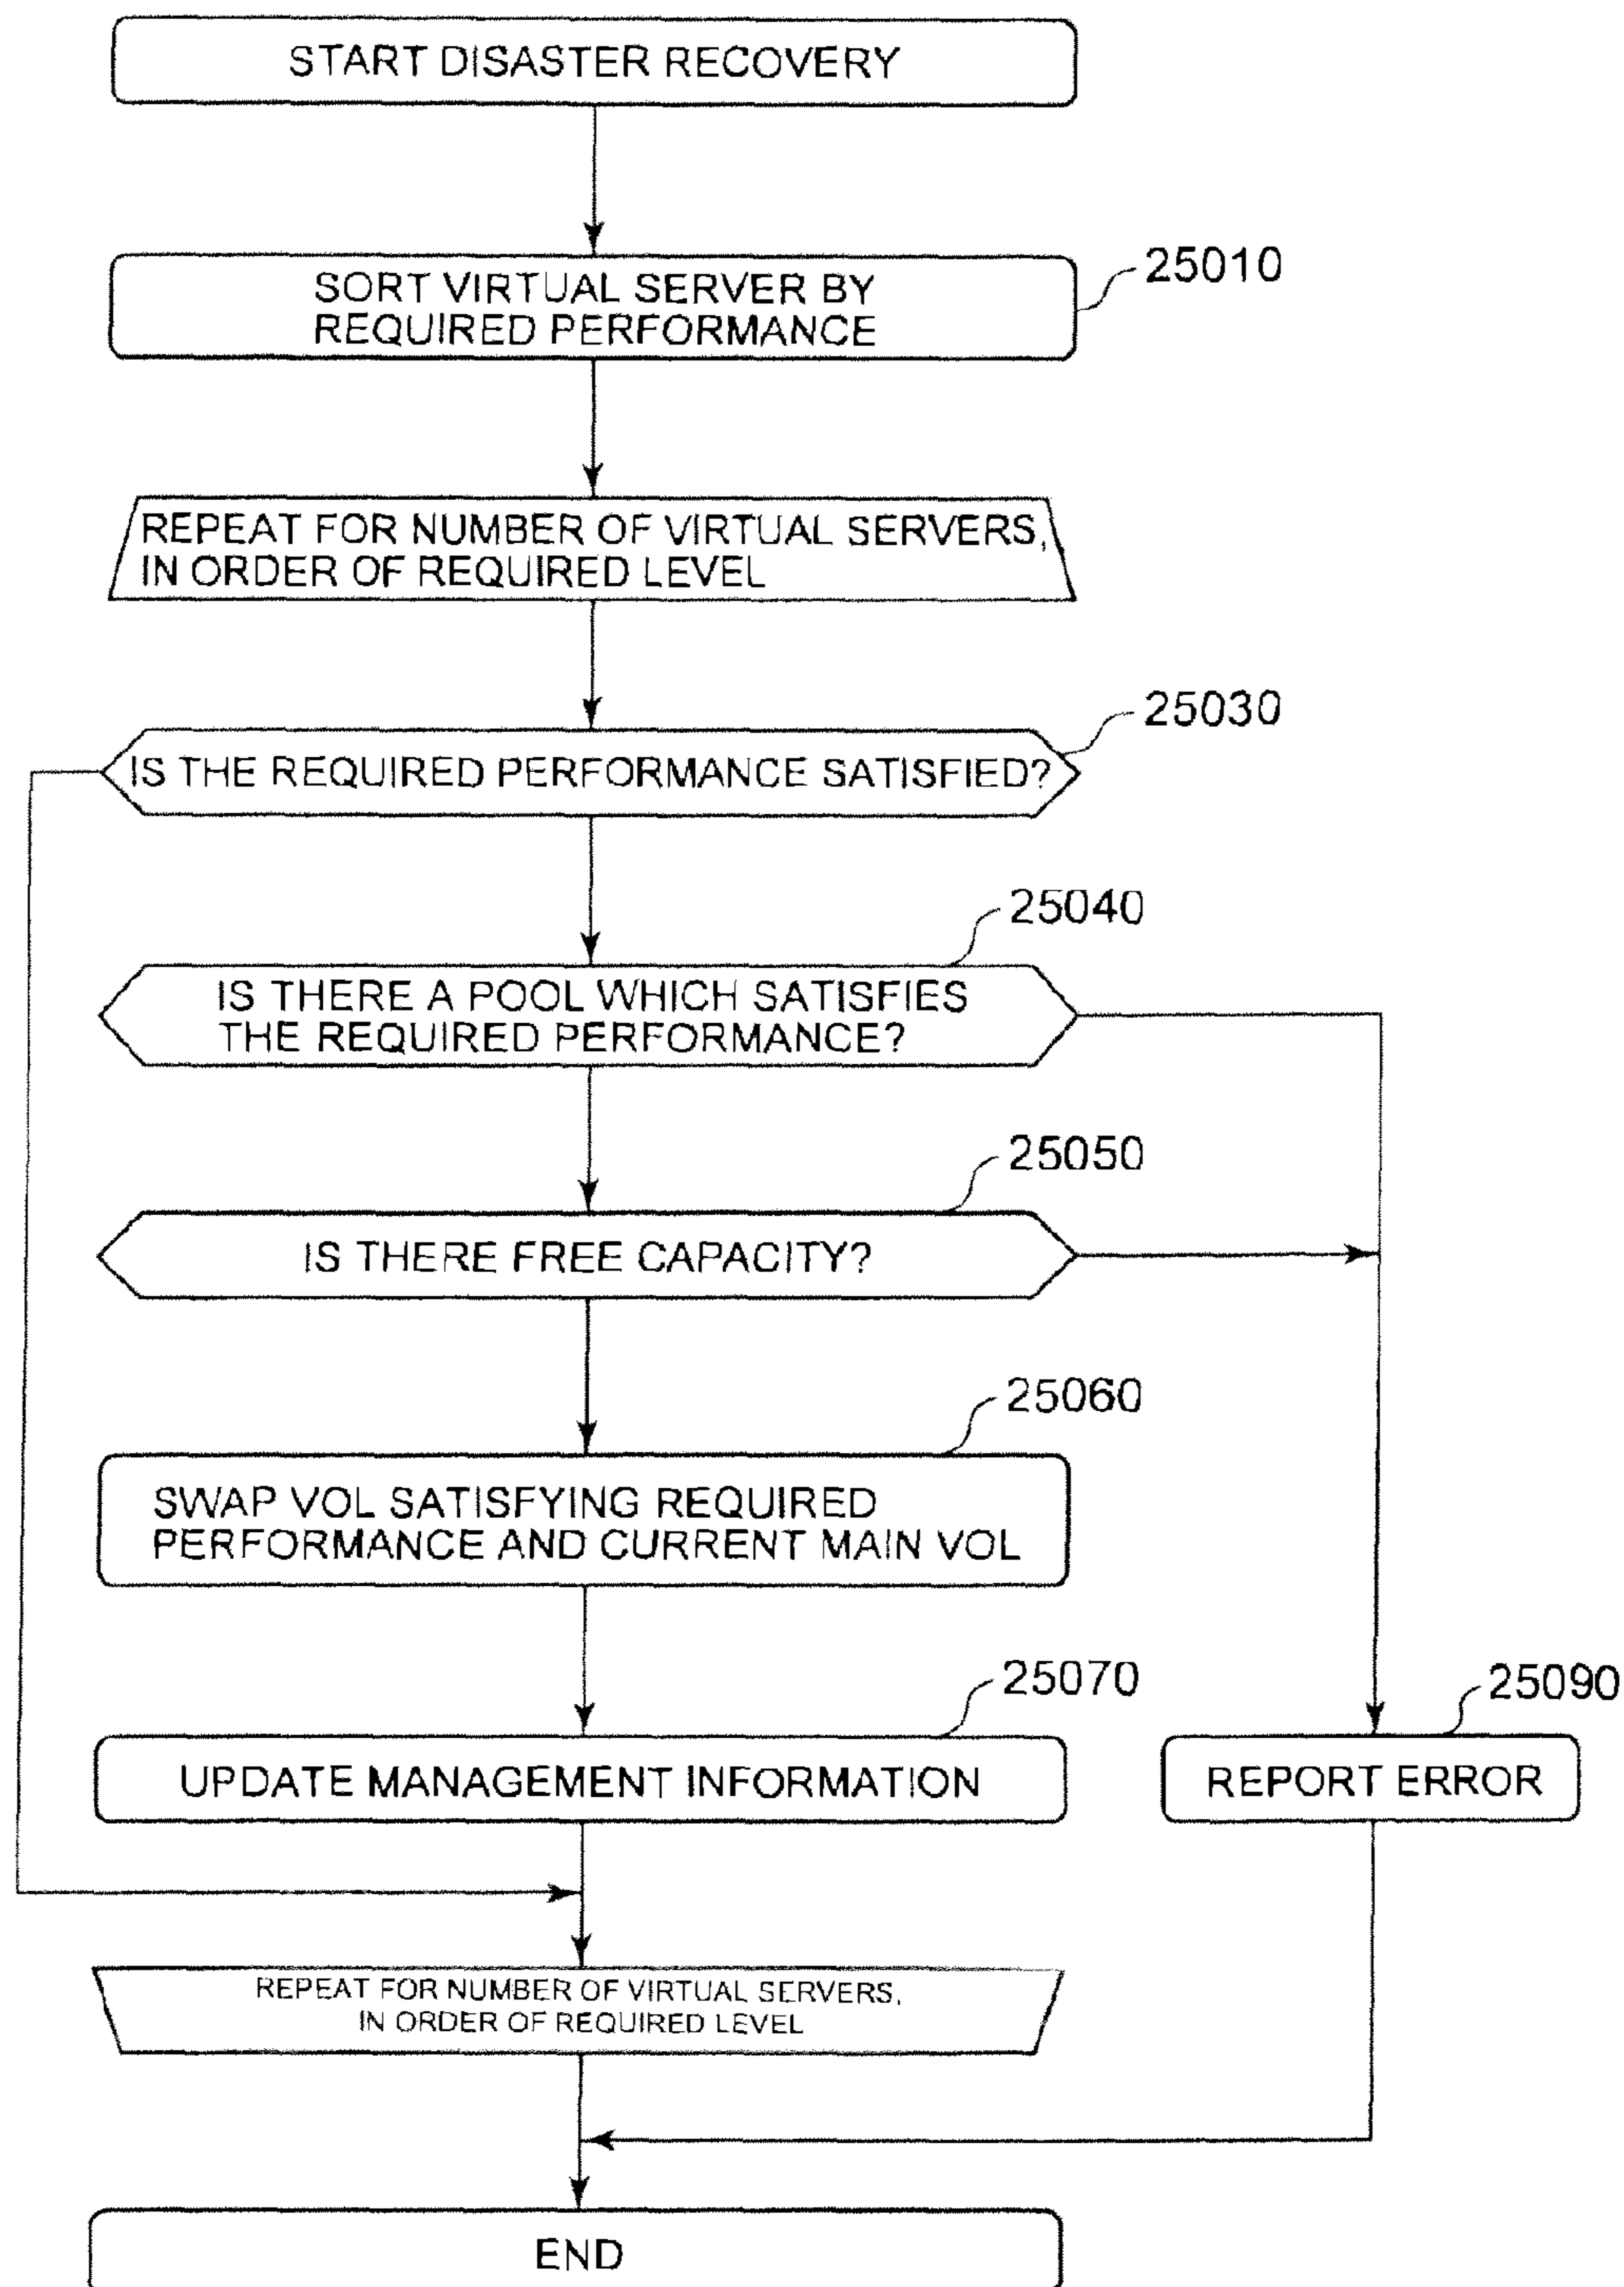 START DISASTER RECOVERY
25010
SORT VIRTUAL SERVER BY
REQUIRED PERFORMANCE
REPEAT FOR NUMBER OF VIRTUAL SERVERS,
IN ORDER OF REQUIRED LEVEL
25030
IS THE REQUIRED PERFORMANCE SATISFIED?
25040
IS THERE A POOL WHICH SATISFIES
THE REQUIRED PERFORMANCE?
25050
IS THERE FREE CAPACITY?
25060
SWAP VOL SATISFYING REQUIRED
PERFORMANCE AND CURRENT MAIN VOL
25070
UPDATE MANAGEMENT INFORMATION
25090
REPORT ERROR
REPEAT FOR NUMBER OF VIRTUAL SERVERS,
IN ORDER OF REQUIRED LEVEL
END